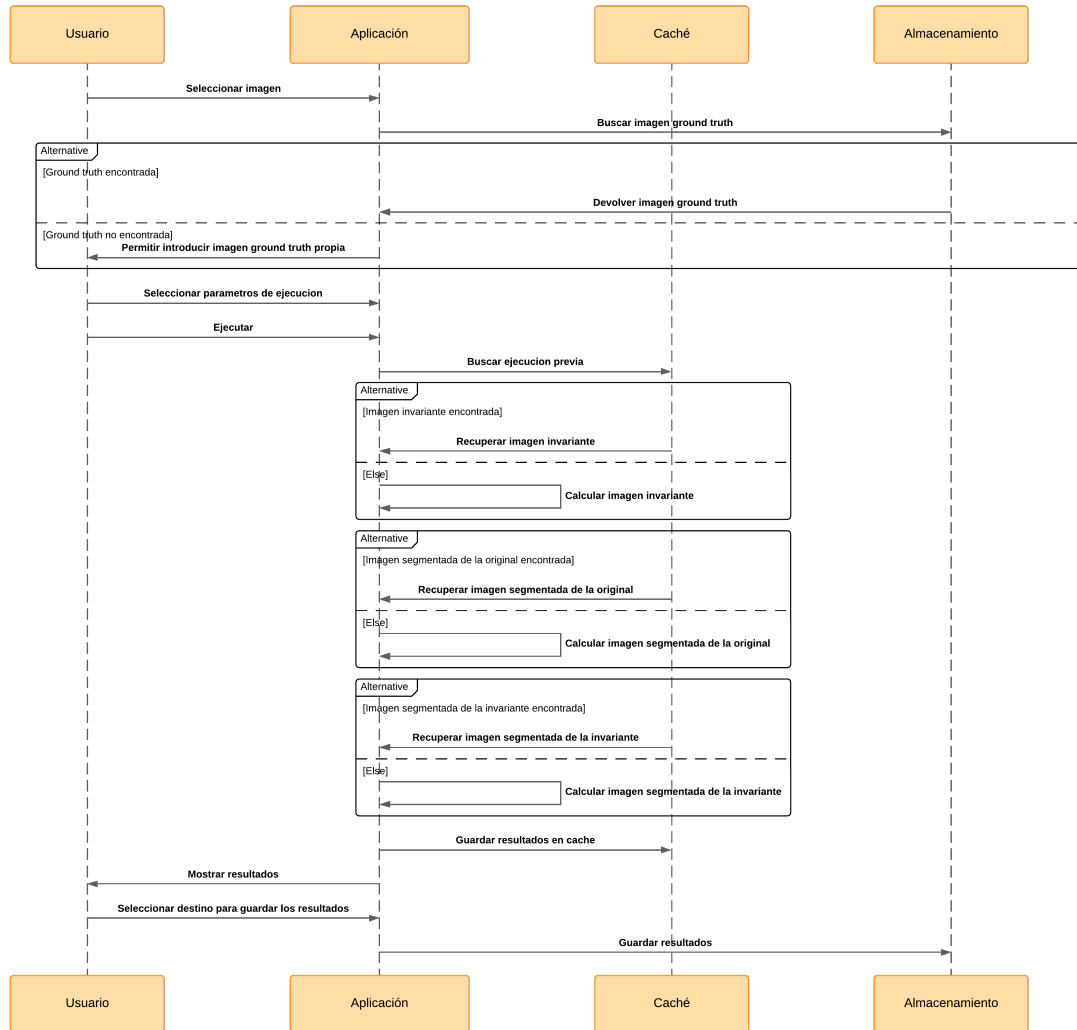 Usuario
Aplicación
Caché
Almacenamiento
Seleccionar imagen
Buscar imagen ground truth
Alternative
[Ground truth encontrada]
Devolver imagen ground truth
[Ground truth no encontrada]
Permitir introducir imagen ground truth propia
Seleccionar parametros de ejecucion
Ejecutar
Buscar ejecucion previa
Alternative
[Imagen invariante encontrada]
Recuperar imagen invariante
[Else]
Calcular imagen invariante
Alternative
[Imagen segmentada de la original encontrada]
Recuperar imagen segmentada de la original
[Else]
Calcular imagen segmentada de la original
Alternative
[Imagen segmentada de la invariante encontrada]
Recuperar imagen segmentada de la invariante
[Else]
Calcular imagen segmentada de la invariante
Guardar resultados en cache
Mostrar resultados
Seleccionar destino para guardar los resultados
Guardar resultados
Usuario
Aplicación
Caché
Almacenamiento